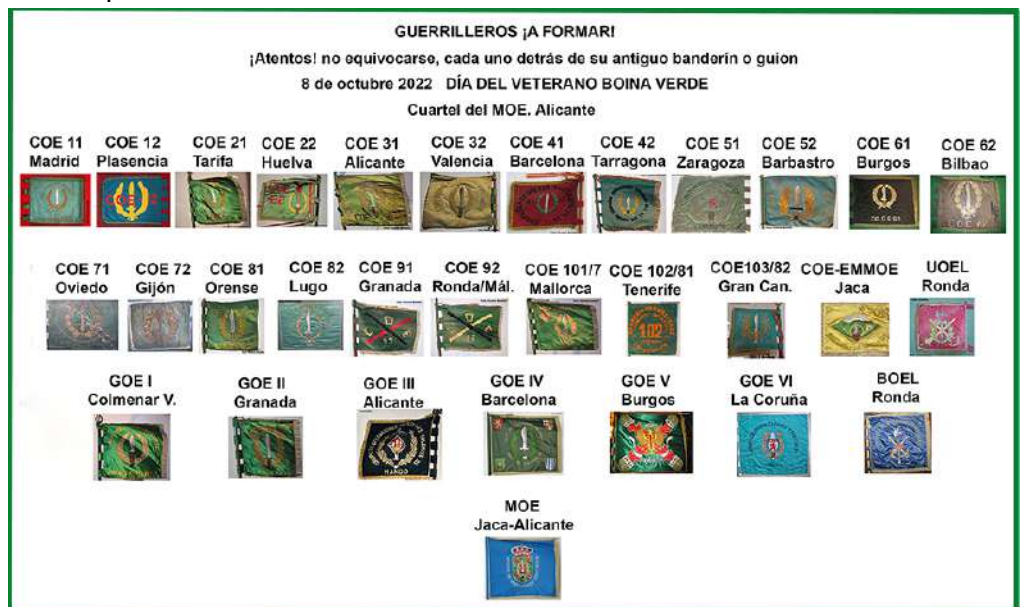 GUERRILLEROS ¡A FORMAR!
¡Atentos! no equivocarse, cada uno detrás de su antiguo banderín o guion
8 de octubre 2022 DÍA DEL VETERANO BOINA VERDE
Cuartel del MOE. Alicante
COE 11 COE 12 COE 21 COE 22 COE 31 COE 32 COE 41 COE 42 COE 51 COE 52 COE 61 COE 62
Madrid Plasencia Tarifa Huelva Alicante Valencia Barcelona Tarragona Zaragoza Barbastro Burgos Bilbao
COE 71 COE 72 COE 81 COE 82 COE 91 COE 92 COE 101/7 COE 102/81 COE103/82 COE-EMMOE UOEL
Oviedo Gijón Orense Lugo Granada Ronda/Mál. Mallorca Tenerife Gran Can. Jaca Ronda
102
GOE I GOE II GOE III GOE IV GOE V GOE VI BOEL
Colmenar V. Granada Alicante Barcelona Burgos La Coruña Ronda
MOE
Jaca-Alicante